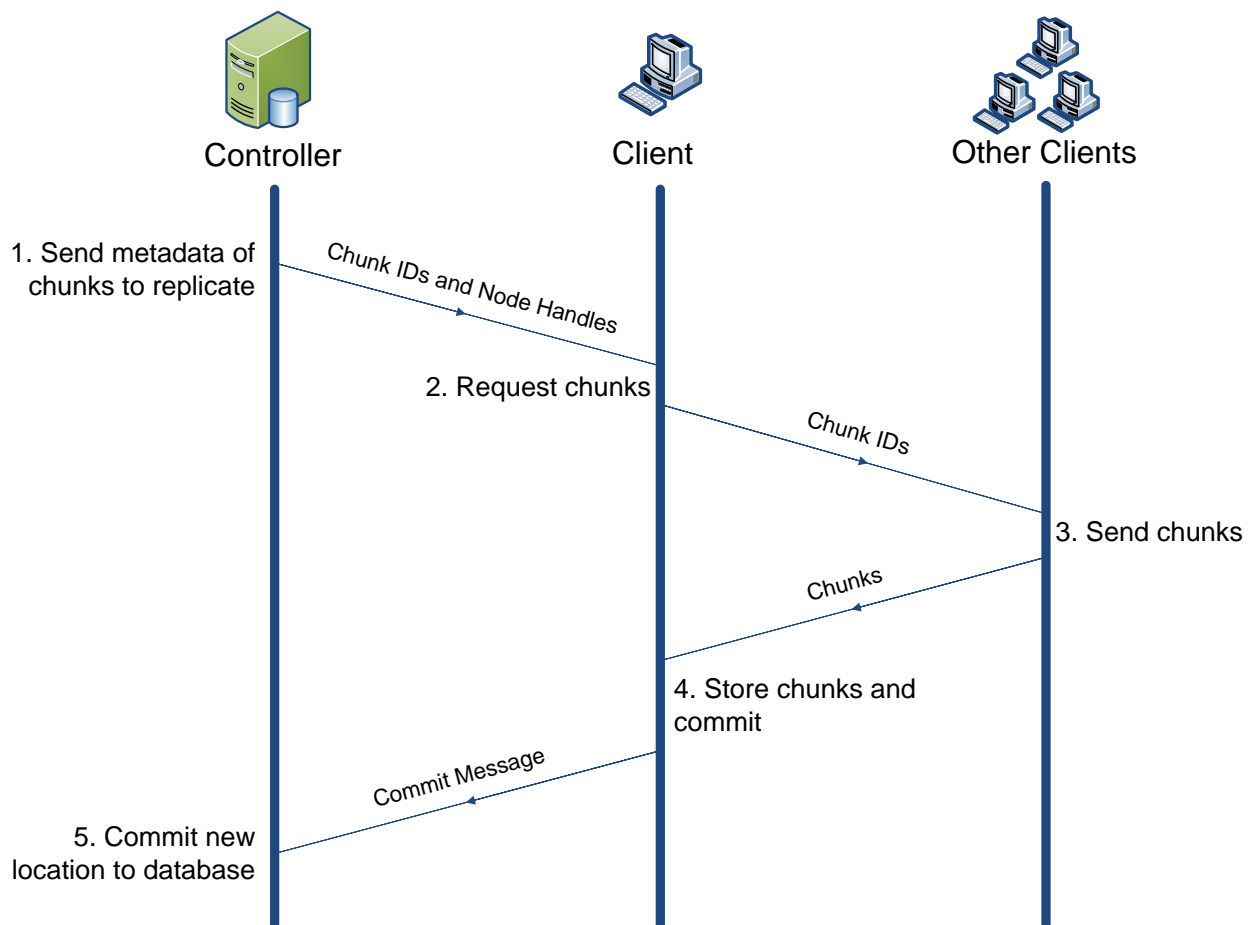 Controller
Client
Other Clients
1. Send metadata of
chunks to replicate
Chunk IDs and Node Handles
2. Request chunks
Chunk IDs
3. Send chunks
Chunks
4. Store chunks and
commit
Commit Message
5. Commit new
location to database